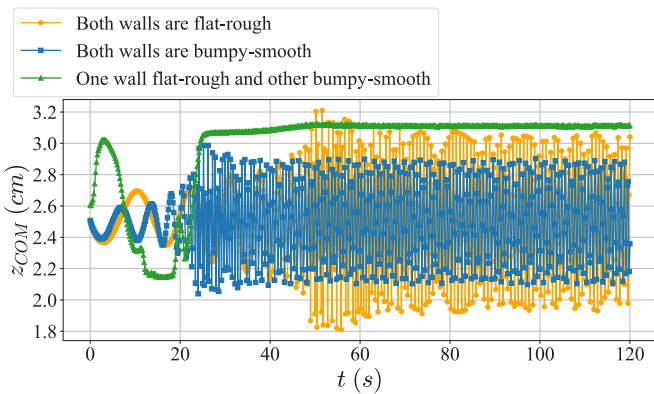 Both walls are flat-rough
Both walls are bumpy-smooth
One wall flat-rough and other bumpy-smooth
3.2
3.0
2.8
2.6
2.4
2.2
2.0
1.8
z_COM (cm)
0 20 40 60 80 100 120
t (s)